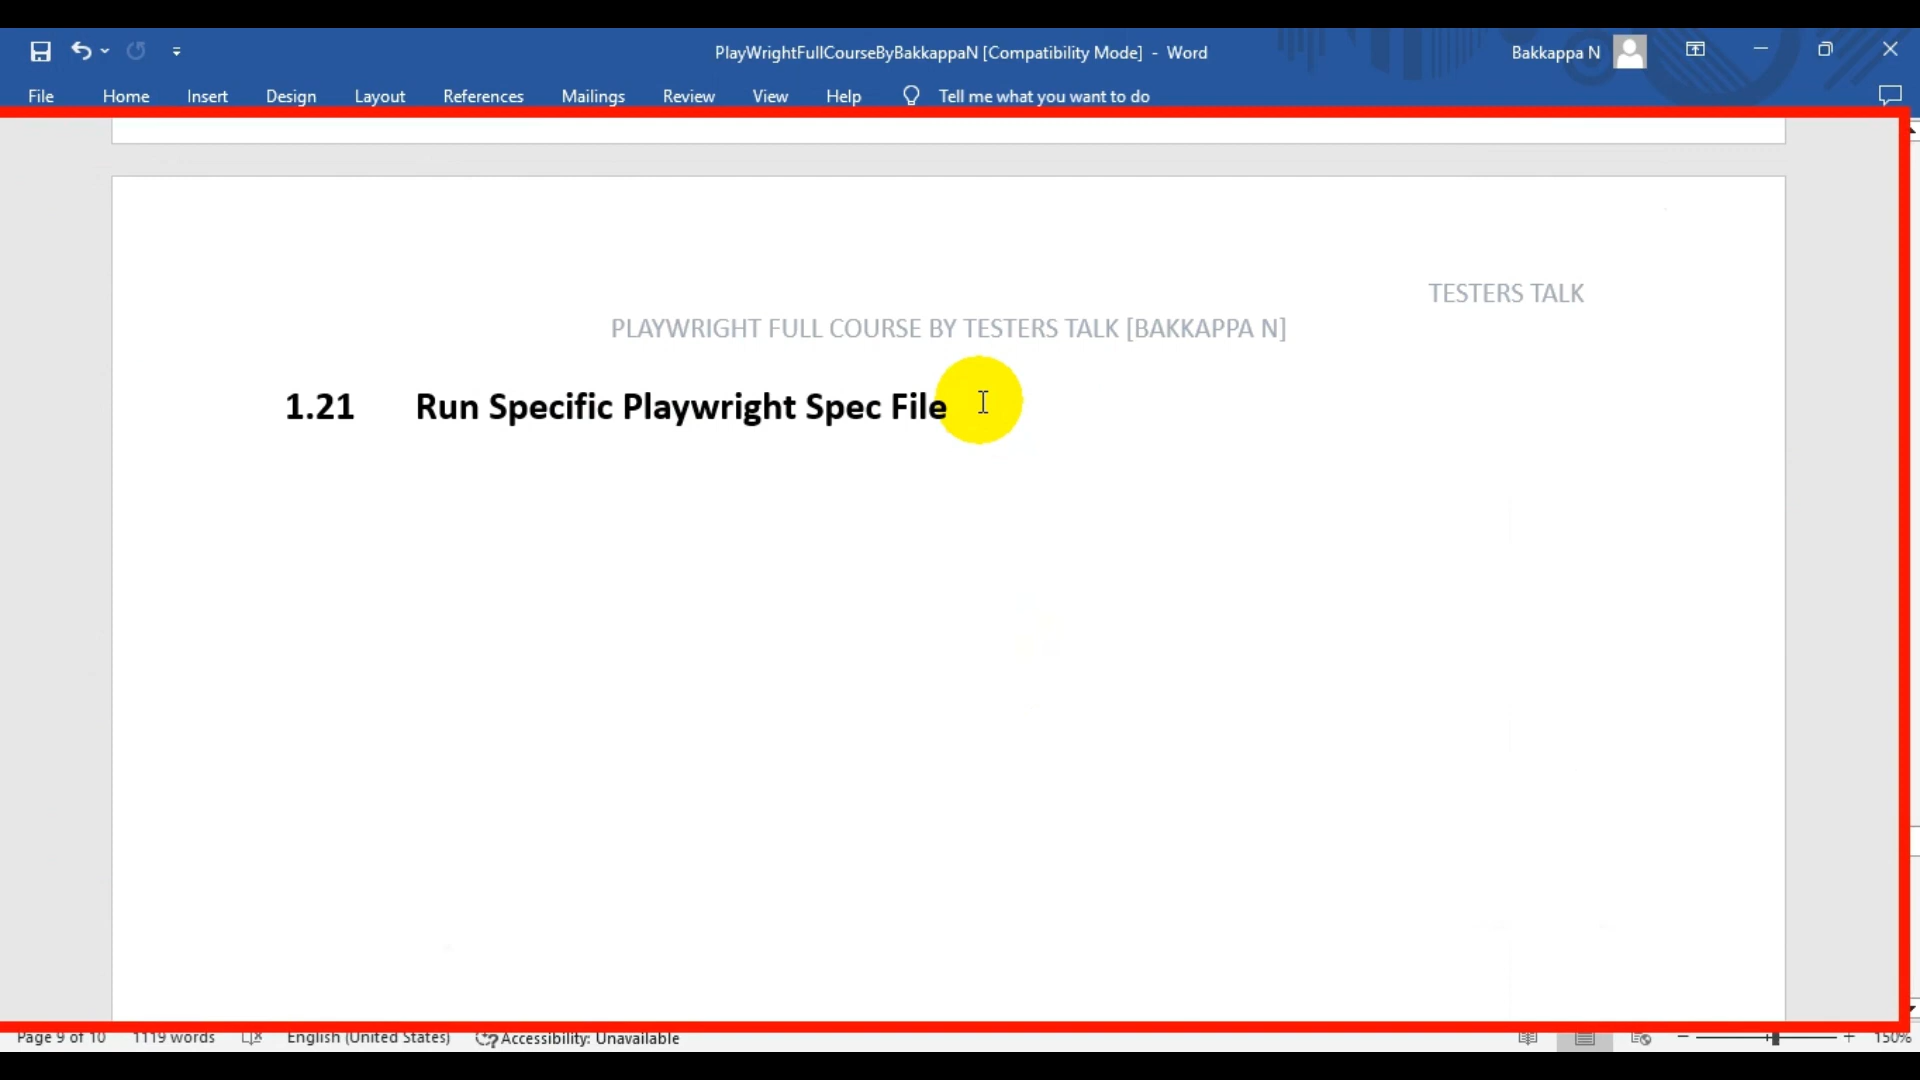 PlayWrightFullCourseByBakkappaN [Compatibility Mode] - Word
Bakkappa N
File Home Insert Design Layout References Mailings Review View Help Tell me what you want to do
TESTERS TALK
PLAYWRIGHT FULL COURSE BY TESTERS TALK [BAKKAPPA N]
1.21 Run Specific Playwright Spec File
Page 9 of 10 1119 words English (United States) Accessibility: Unavailable 150%